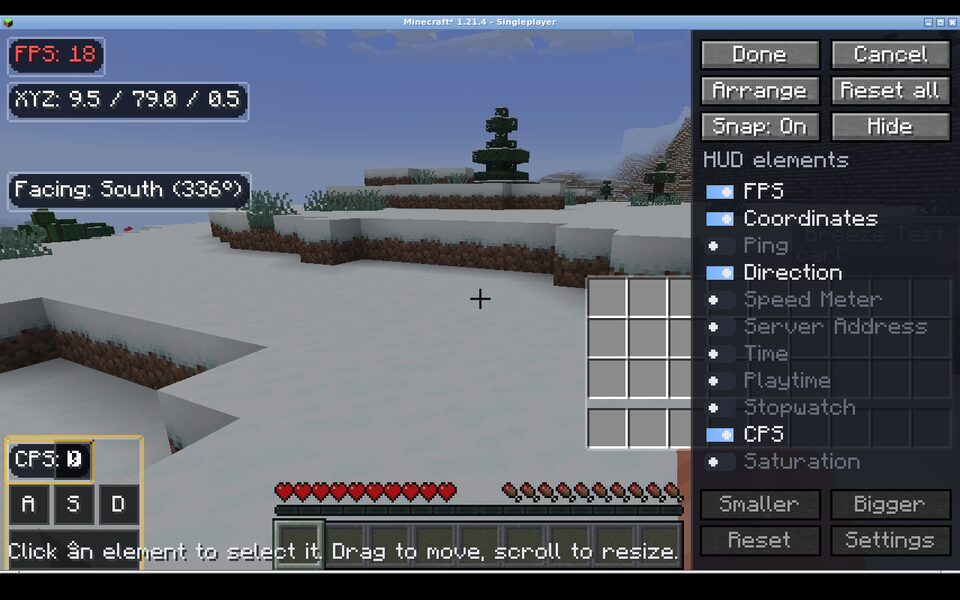 Minecraft* 1.21.4 - Singleplayer
FPS: 18
XYZ: 9.5 / 79.0 / 0.5
Facing: South (336°)
CPS: 0
A S D
Click an element to select it. Drag to move, scroll to resize.
Done Cancel
Arrange Reset all
Snap: On Hide
HUD elements
FPS
Coordinates
Ping
Direction
Speed Meter
Server Address
Time
Playtime
Stopwatch
CPS
Saturation
Smaller Bigger
Reset Settings